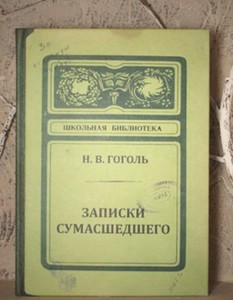 ШКОЛЬНАЯ БИБЛИОТЕКА
Н. В. ГОГОЛЬ
ЗАПИСКИ
СУМАСШЕДШЕГО